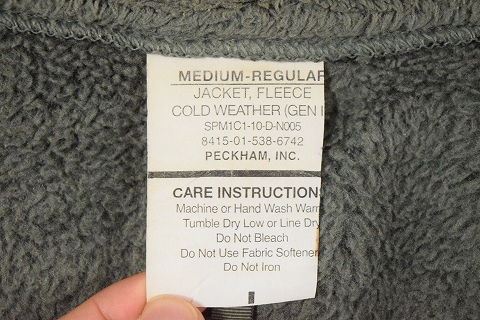 MEDIUM-REGULAR
JACKET, FLEECE
COLD WEATHER (GEN I
SPM1C1-10-D-N005
8415-01-538-6742
PECKHAM, INC.
CARE INSTRUCTION
Machine or Hand Wash Warm
Tumble Dry Low or Line Dry
Do Not Bleach
Do Not Use Fabric Softener
Do Not Iron